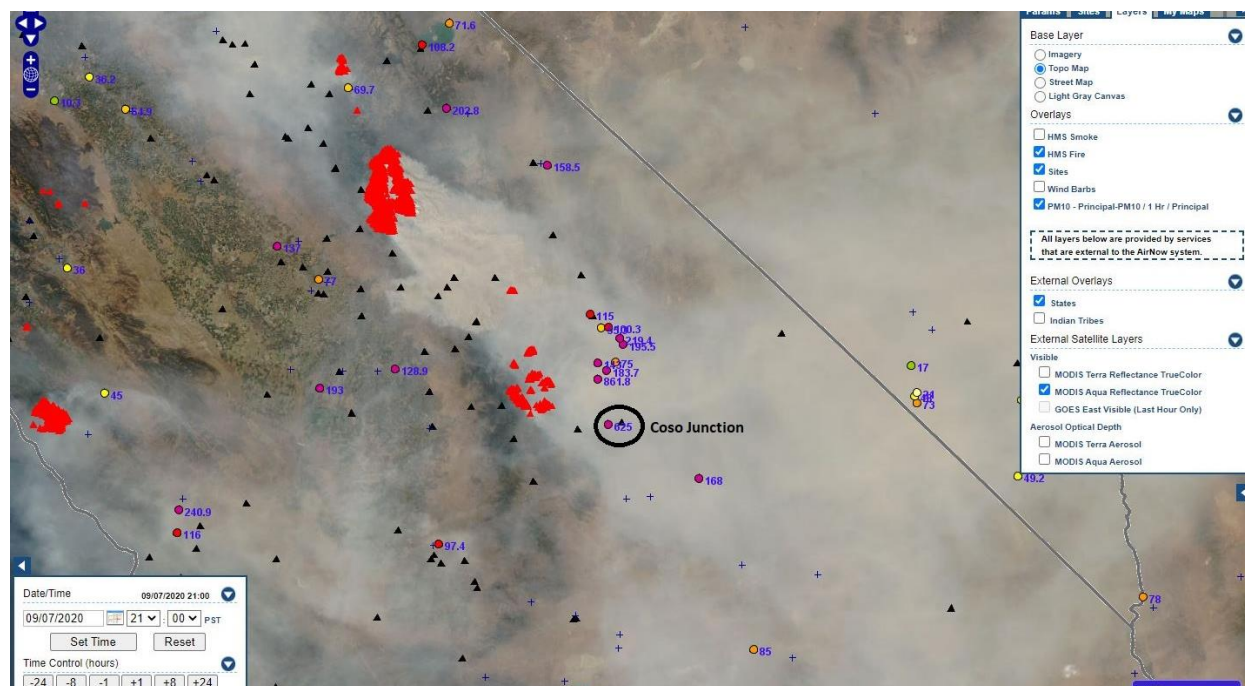 71.6
108.2
36.2
69.7
10.3
54.9
202.8
158.5
137
36
77
115
100.3
219.4
195.5
75
183.7
128.9
861.8
193
45
17
73
625
Coso Junction
168
49.2
240.9
116
97.4
78
85
Params Sites Layers My Maps
Base Layer
Imagery
Topo Map
Street Map
Light Gray Canvas
Overlays
HMS Smoke
HMS Fire
Sites
Wind Barbs
PM10 - Principal-PM10 / 1 Hr / Principal
All layers below are provided by services
that are external to the AirNow system.
External Overlays
States
Indian Tribes
External Satellite Layers
Visible
MODIS Terra Reflectance TrueColor
MODIS Aqua Reflectance TrueColor
GOES East Visible (Last Hour Only)
Aerosol Optical Depth
MODIS Terra Aerosol
MODIS Aqua Aerosol
Date/Time 09/07/2020 21:00
09/07/2020 21 : 00 PST
Set Time Reset
Time Control (hours)
-24 -8 -1 +1 +8 +24